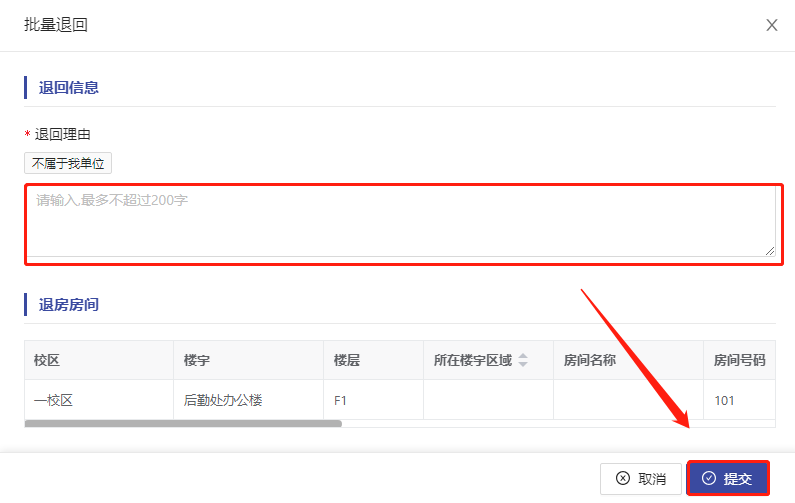 批量退回
退回信息
* 退回理由
不属于我单位
请输入,最多不超过200字
退房房间
校区 楼宇 楼层 所在楼宇区域 房间名称 房间号码
一校区 后勤处办公楼 F1 101
取消 提交